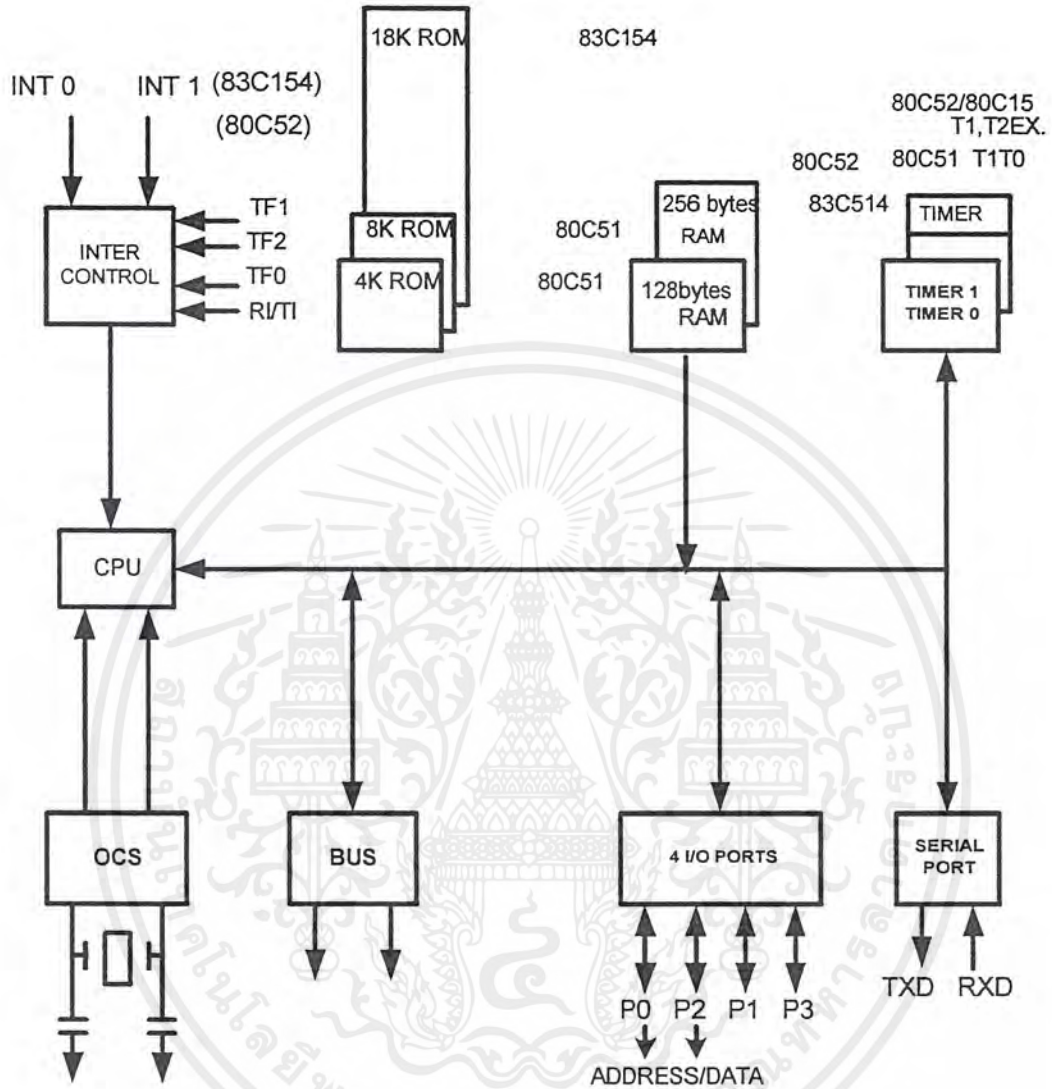 18K ROM
83C154
INT 0
INT 1 (83C154)
(80C52)
80C52/80C15
T1,T2EX.
80C52
80C51 T1T0
83C514
TF1
TF2
TF0
RI/TI
INTER
CONTROL
8K ROM
4K ROM
80C51
80C51
256 bytes
RAM
128bytes
RAM
TIMER
TIMER 1
TIMER 0
CPU
OCS
BUS
4 I/O PORTS
SERIAL
PORT
P0
P2
P1
P3
TXD
RXD
ADDRESS/DATA